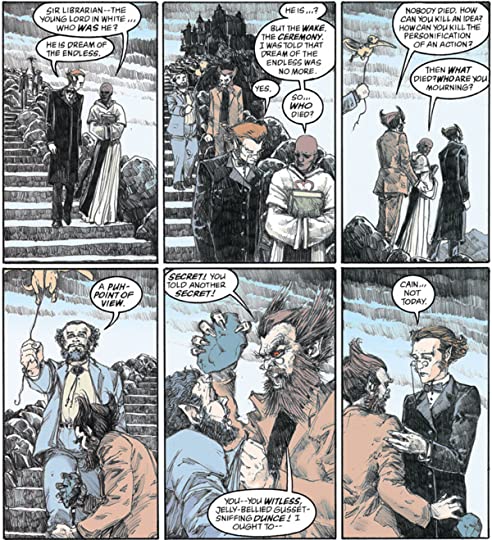 SIR LIBRARIAN--THE
YOUNG LORD IN WHITE...
WHO WAS HE?
HE IS DREAM OF
THE ENDLESS.
HE IS...?
BUT THE WAKE,
THE CEREMONY.
I WAS TOLD THAT
DREAM OF THE
ENDLESS WAS
NO MORE.
YES.
SO...
WHO
DIED?
NOBODY DIED. HOW
CAN YOU KILL AN IDEA?
HOW CAN YOU KILL THE
PERSONIFICATION
OF AN ACTION?
THEN WHAT
DIED? WHO ARE YOU
MOURNING?
A PUH-
POINT OF
VIEW.
SECRET! YOU
TOLD ANOTHER
SECRET!
YOU--YOU WITLESS,
JELLY-BELLIED GUSSET-
SNIFFING DUNCE! I
OUGHT TO--
CAIN...
NOT
TODAY.